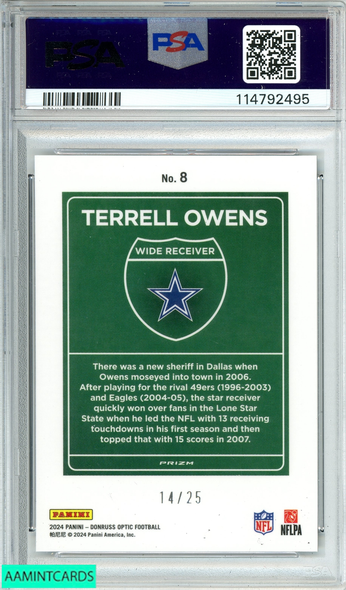 PSA
PSA
114792495
No. 8
TERRELL OWENS
WIDE RECEIVER
There was a new sheriff in Dallas when
Owens moseyed into town in 2006.
After playing for the rival 49ers (1996-2003)
and Eagles (2004-05), the star receiver
quickly won over fans in the Lone Star
State when he led the NFL with 13 receiving
touchdowns in his first season and then
topped that with 15 scores in 2007.
PRIZM
14/25
PANINI
2024 PANINI – DONRUSS OPTIC FOOTBALL
帕尼尼 © 2024 Panini America, Inc.
NFL
NFLPA
AAMINTCARDS